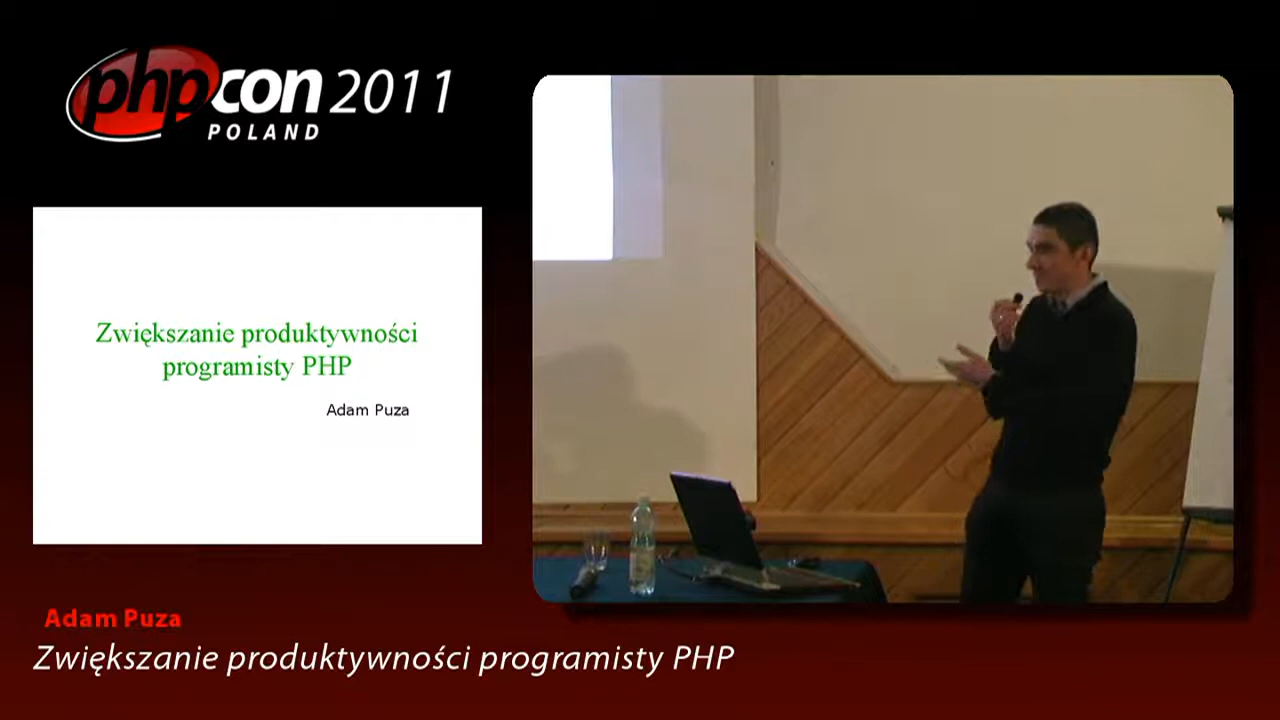 phpcon 2011
POLAND
Zwiększanie produktywności
programisty PHP
Adam Puza
Adam Puza
Zwiększanie produktywności programisty PHP